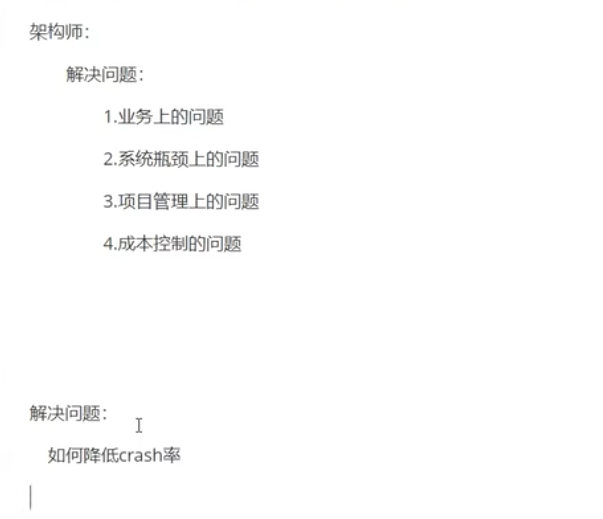 架构师：
解决问题：
1.业务上的问题
2.系统瓶颈上的问题
3.项目管理上的问题
4.成本控制的问题
解决问题：
如何降低crash率